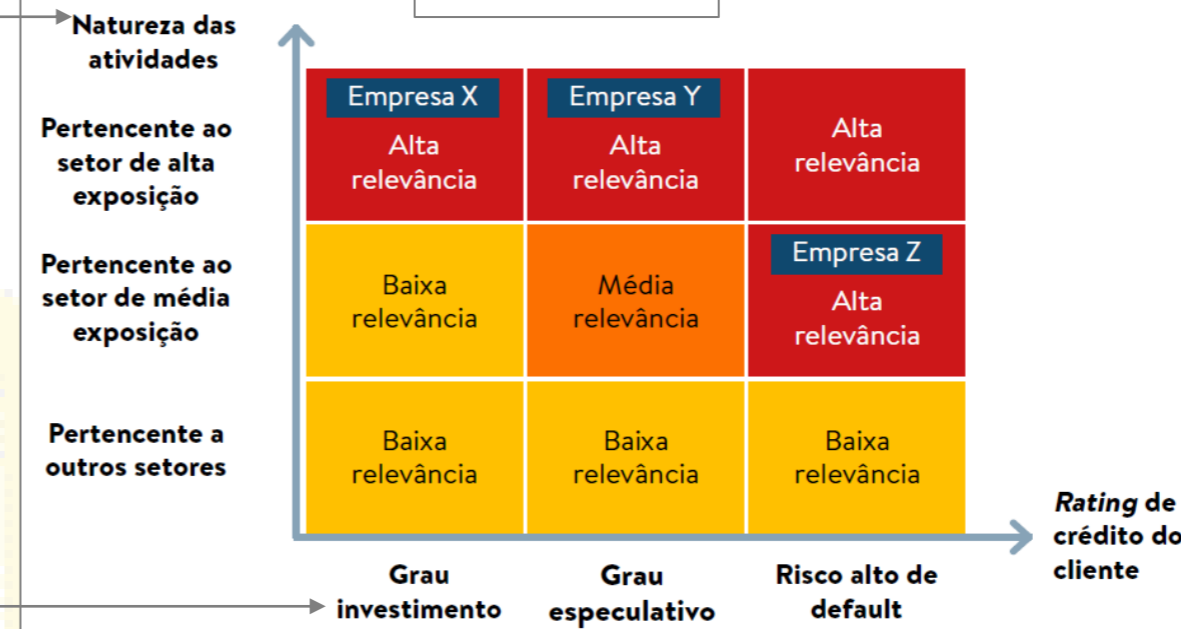 Natureza das
atividades
Pertencente ao
setor de alta
exposição
Empresa X
Alta
relevância
Empresa Y
Alta
relevância
Alta
relevância
Pertencente ao
setor de média
exposição
Baixa
relevância
Média
relevância
Empresa Z
Alta
relevância
Pertencente a
outros setores
Baixa
relevância
Baixa
relevância
Baixa
relevância
Rating de
crédito do
cliente
Grau
investimento
Grau
especulativo
Risco alto de
default